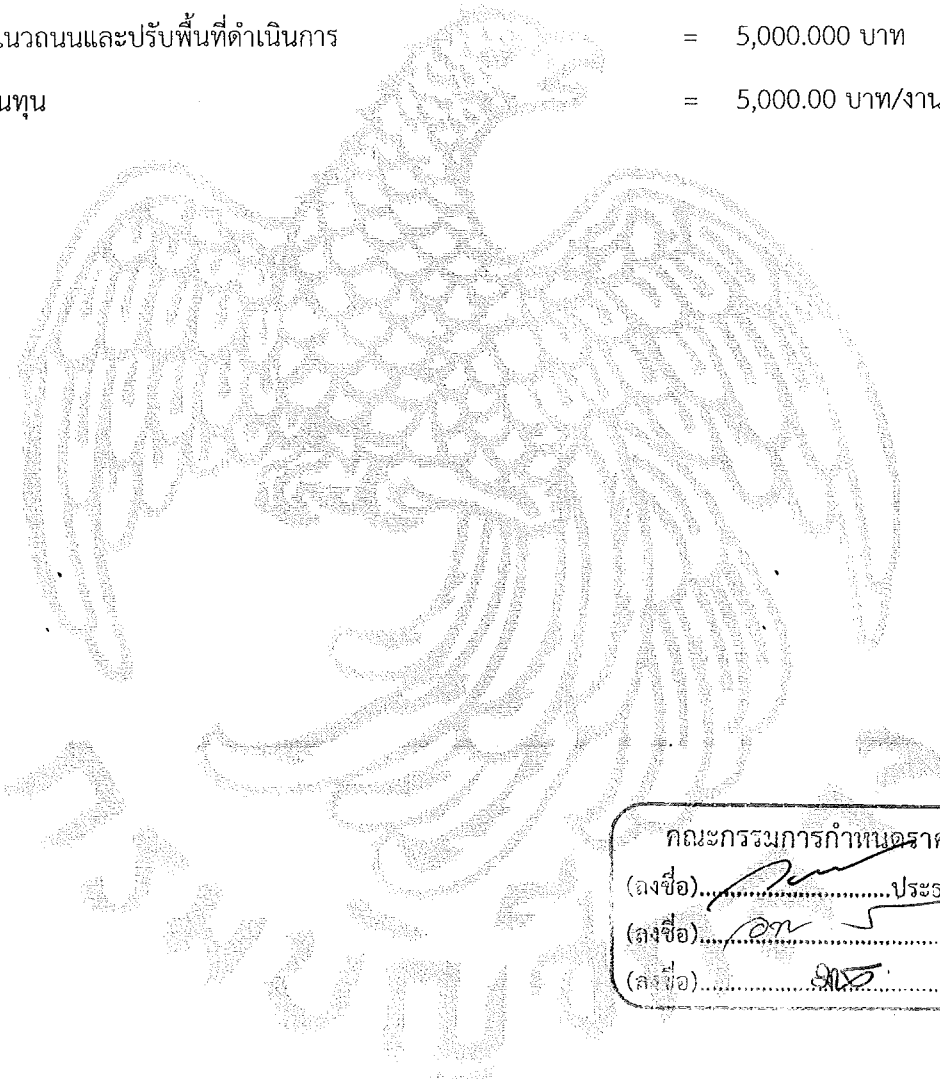 นวถนนและปรับพื้นที่ดำเนินการ = 5,000.000 บาท
นทุน = 5,000.00 บาท/งาน
คณะกรรมการกำหนดราค
(ลงชื่อ)..............................ประธ
(ลงชื่อ)..............................
(ลงชื่อ)..............................